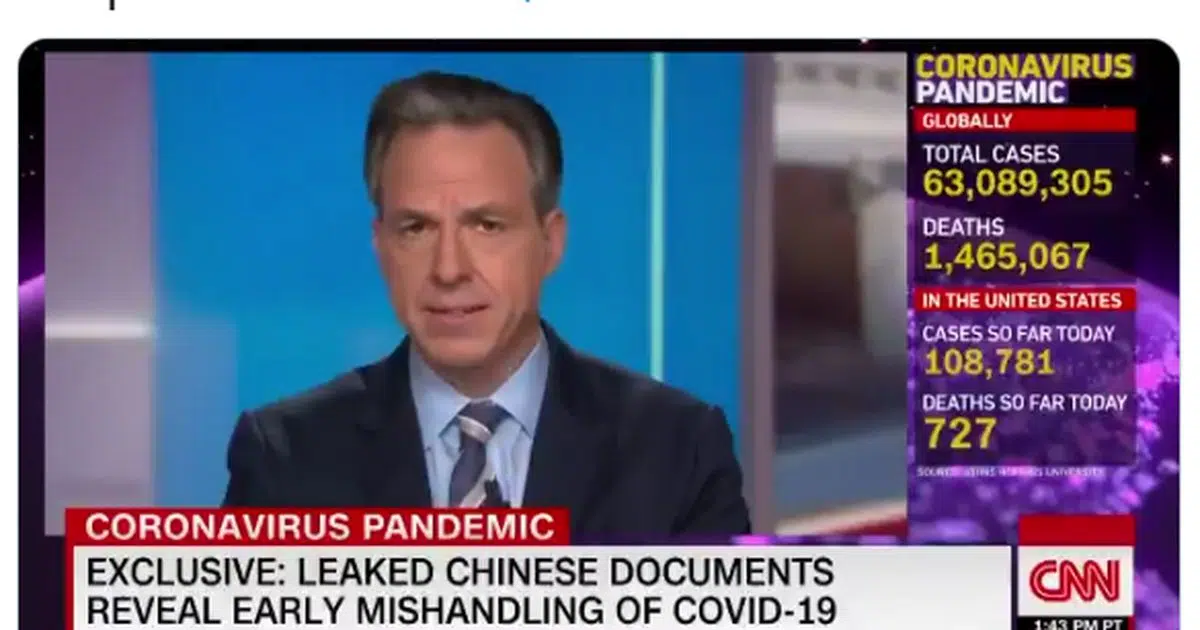 CORONAVIRUS
PANDEMIC
GLOBALLY
TOTAL CASES
63,089,305
DEATHS
1,465,067
IN THE UNITED STATES
CASES SO FAR TODAY
108,781
DEATHS SO FAR TODAY
727
SOURCE: JOHNS HOPKINS UNIVERSITY
CORONAVIRUS PANDEMIC
EXCLUSIVE: LEAKED CHINESE DOCUMENTS
REVEAL EARLY MISHANDLING OF COVID-19
CNN
1:43 PM PT